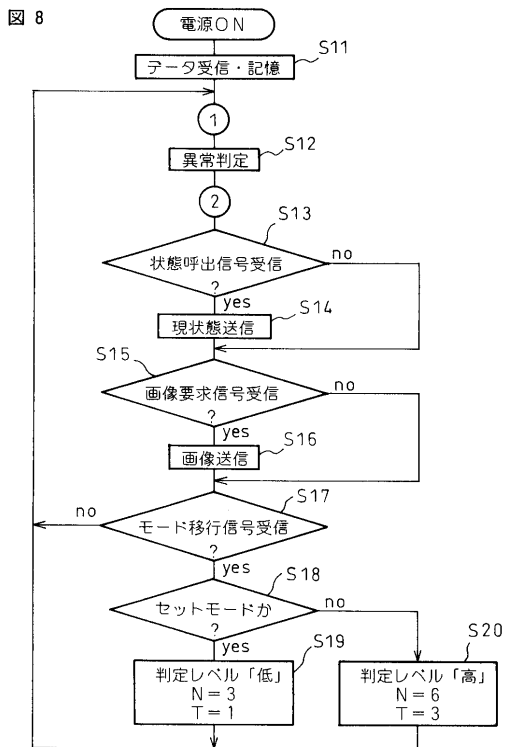 図 8
電源ON
データ受信・記憶
S11
1
異常判定
S12
2
S13
状態呼出信号受信
?
no
yes
現状態送信
S14
S15
画像要求信号受信
?
no
yes
画像送信
S16
S17
モード移行信号受信
?
no
yes
S18
セットモードか
?
no
yes
S19
判定レベル「低」
N=3
T=1
S20
判定レベル「高」
N=6
T=3